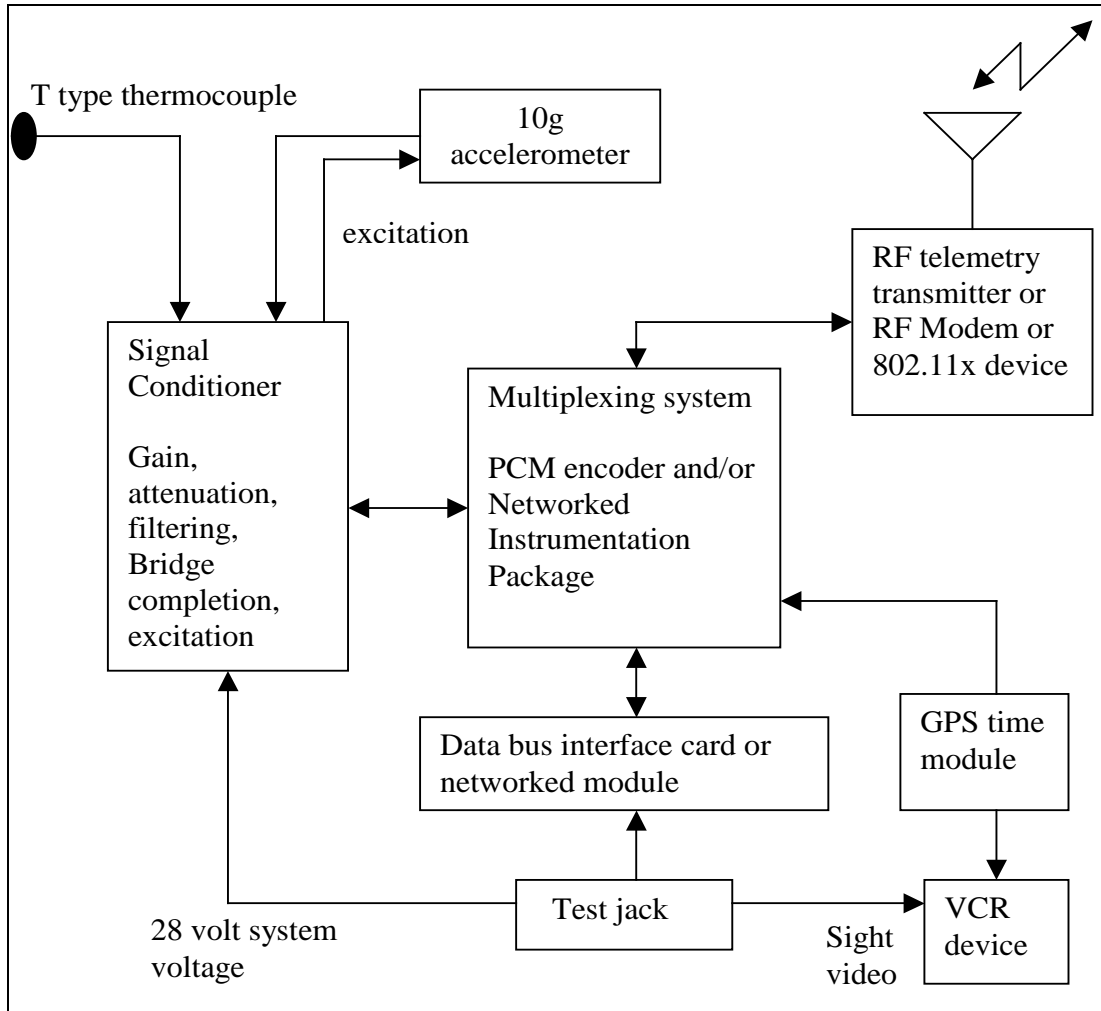 T type thermocouple
10g
accelerometer
excitation
RF telemetry
transmitter or
RF Modem or
802.11x device
Signal
Conditioner
Gain,
attenuation,
filtering,
Bridge
completion,
excitation
Multiplexing system
PCM encoder and/or
Networked
Instrumentation
Package
GPS time
module
Data bus interface card or
networked module
Test jack
28 volt system
voltage
Sight
video
VCR
device